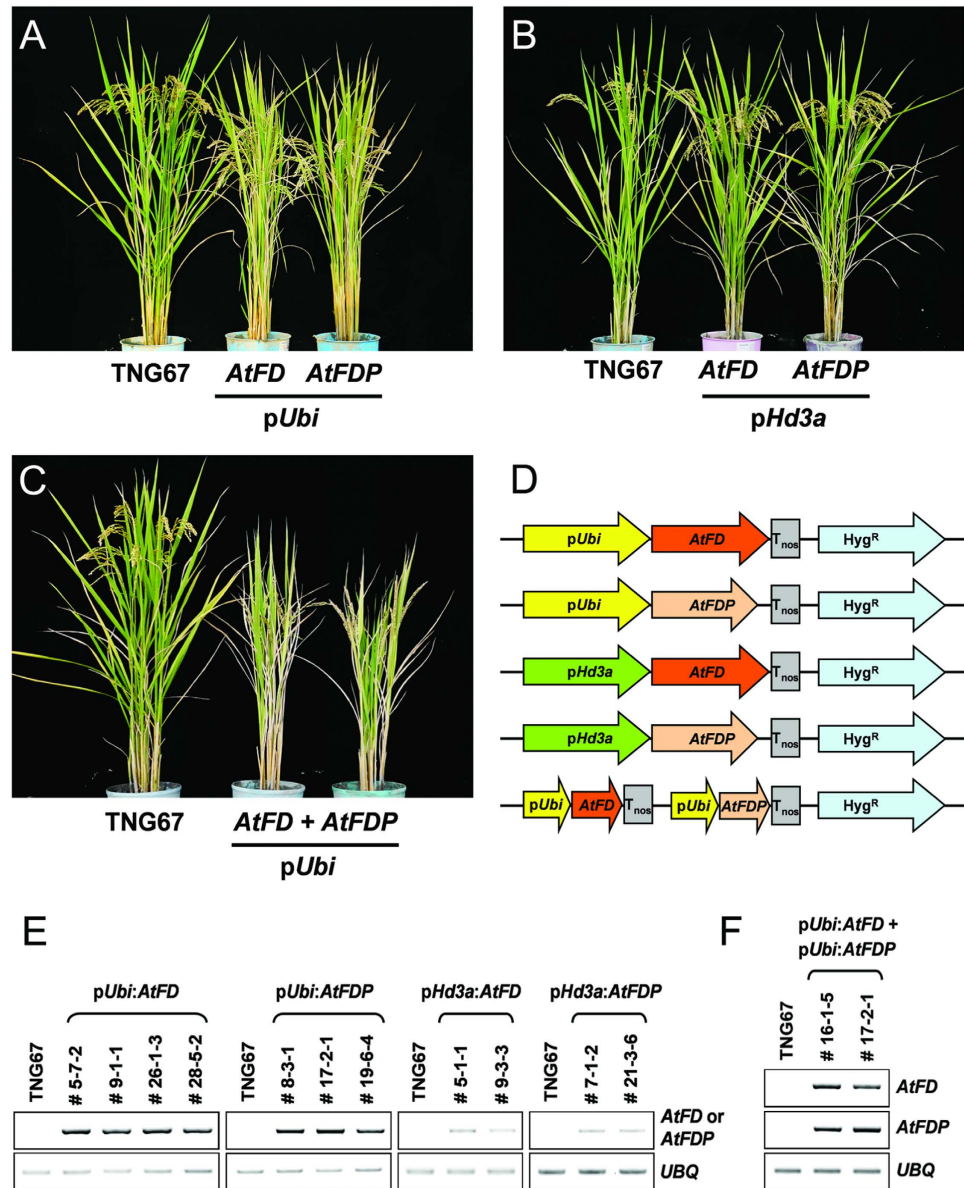 A
TNG67 AtFD AtFDP
pUbi
B
TNG67 AtFD AtFDP
pHd3a
C
TNG67 AtFD + AtFDP
pUbi
D
pUbi AtFD Tnos HygR
pUbi AtFDP Tnos HygR
pHd3a AtFD Tnos HygR
pHd3a AtFDP Tnos HygR
pUbi AtFD Tnos pUbi AtFDP Tnos HygR
E
pUbi:AtFD pUbi:AtFDP pHd3a:AtFD pHd3a:AtFDP
TNG67 # 5-7-2 # 9-1-1 # 26-1-3 # 28-5-2 TNG67 # 8-3-1 # 17-2-1 # 19-6-4 TNG67 # 5-1-1 # 9-3-3 TNG67 # 7-1-2 # 21-3-6
AtFD or
AtFDP
UBQ
F
pUbi:AtFD +
pUbi:AtFDP
TNG67 # 16-1-5 # 17-2-1
AtFD
AtFDP
UBQ